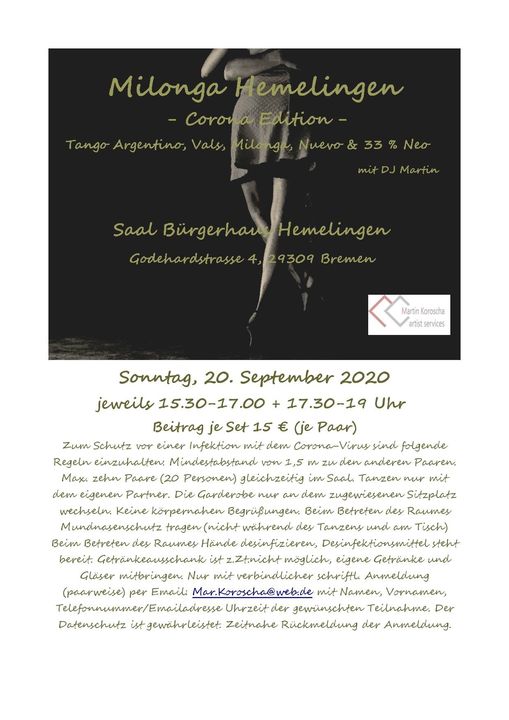 Milonga Hemelingen
- Corona Edition -
Tango Argentino, Vals, Milonga, Nuevo & 33 % Neo
mit DJ Martin
Saal Bürgerhaus Hemelingen
Godehardstrasse 4, 29309 Bremen
Martin Koroscha
artist services
Sonntag, 20. September 2020
jeweils 15.30-17.00 + 17.30-19 Uhr
Beitrag je Set 15 € (je Paar)
Zum Schutz vor einer Infektion mit dem Corona-Virus sind folgende
Regeln einzuhalten: Mindestabstand von 1,5 m zu den anderen Paaren.
Max. zehn Paare (20 Personen) gleichzeitig im Saal. Tanzen nur mit
dem eigenen Partner. Die Garderobe nur an dem zugewiesenen Sitzplatz
wechseln. Keine körpernahen Begrüßungen. Beim Betreten des Raumes
Mundnasenschutz tragen (nicht während des Tanzens und am Tisch)
Beim Betreten des Raumes Hände desinfizieren, Desinfektionsmittel steht
bereit. Getränkeausschank ist z.Zt.nicht möglich, eigene Getränke und
Gläser mitbringen. Nur mit verbindlicher schriftl. Anmeldung
(paarweise) per Email: Mar.Koroscha@web.de mit Namen, Vornamen,
Telefonnummer/Emailadresse Uhrzeit der gewünschten Teilnahme. Der
Datenschutz ist gewährleistet. Zeitnahe Rückmeldung der Anmeldung.